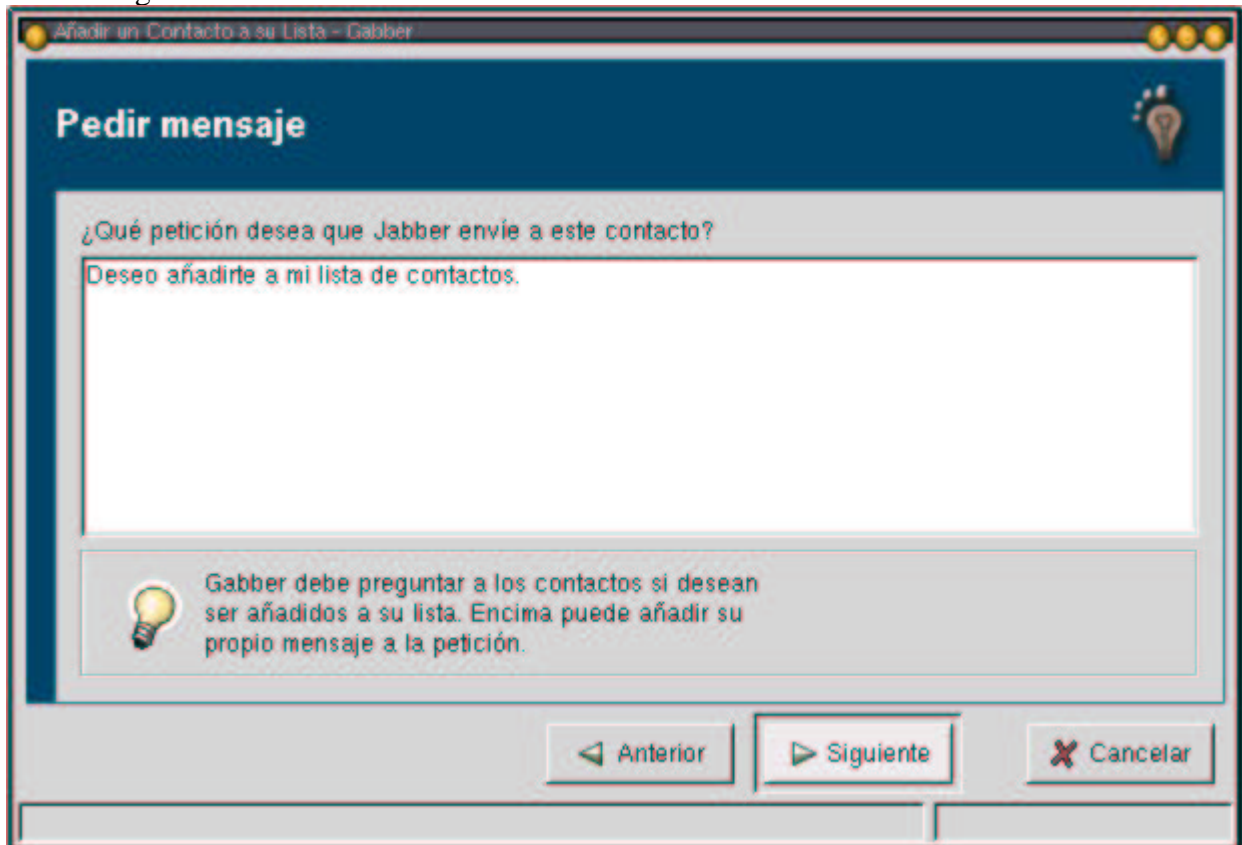 Añadir un Contacto a su Lista - Gabber
Pedir mensaje
¿Qué petición desea que Jabber envíe a este contacto?
Deseo añadirte a mi lista de contactos.
Gabber debe preguntar a los contactos si desean
ser añadidos a su lista. Encima puede añadir su
propio mensaje a la petición.
Anterior
Siguiente
Cancelar